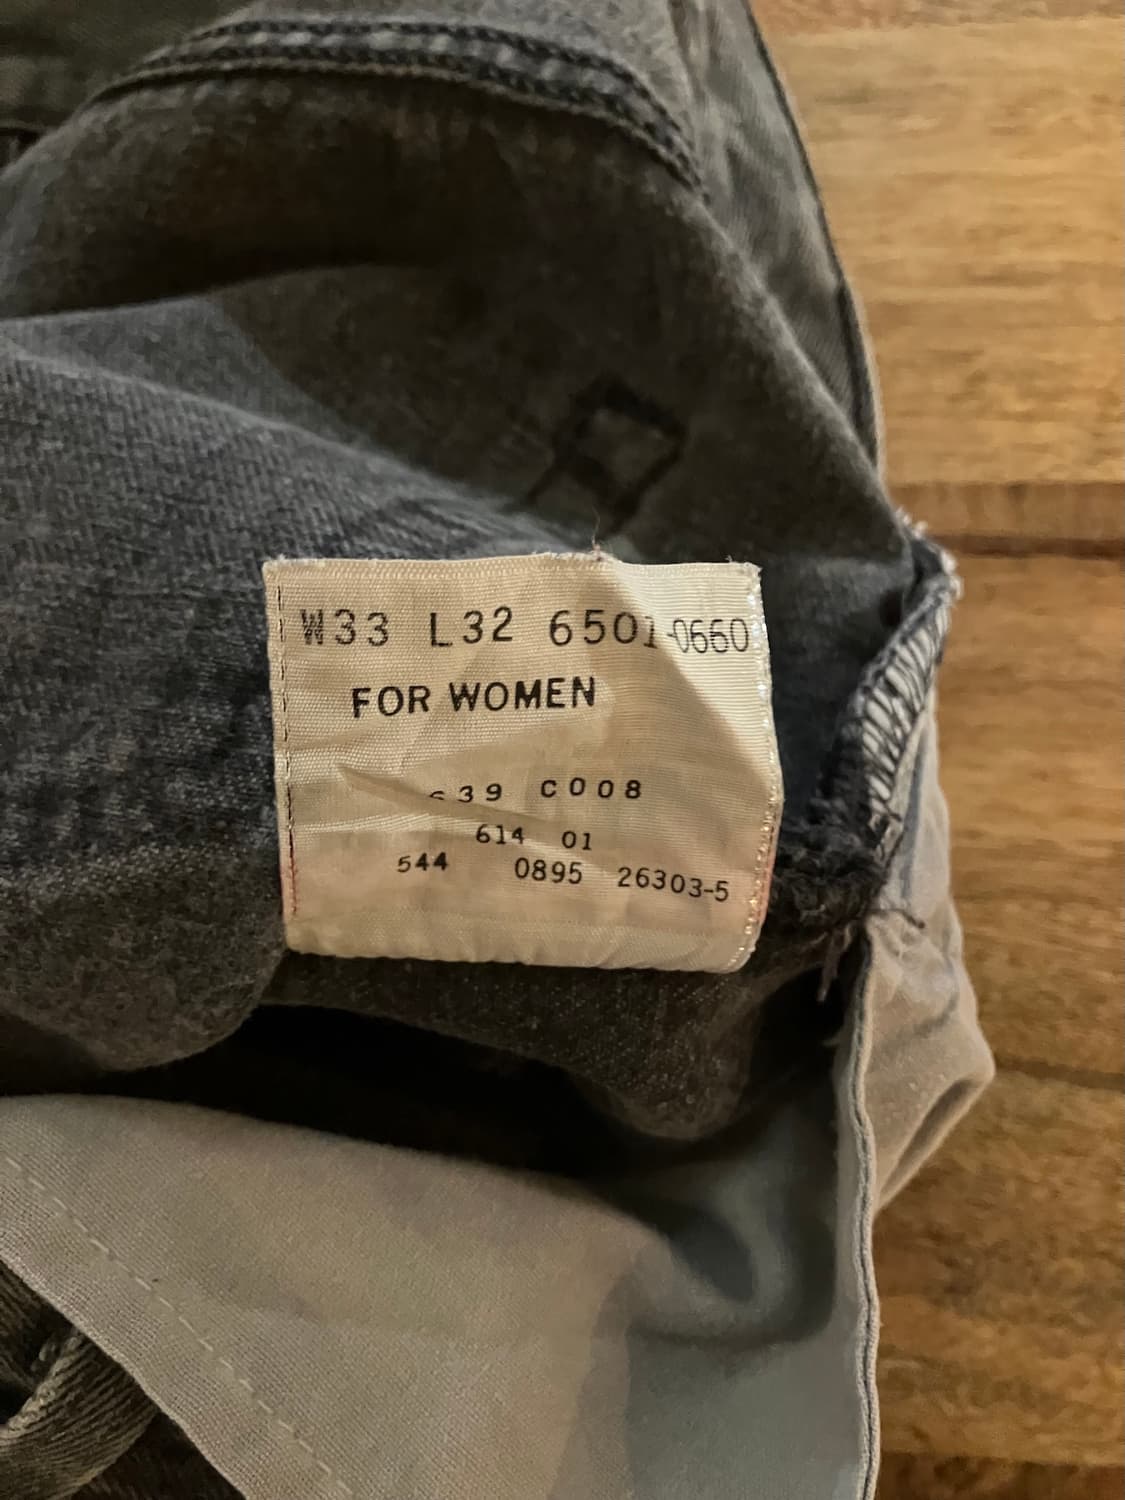 W33 L32 6501-0660
FOR WOMEN
39 C008
614 01
544 0895 26303-5